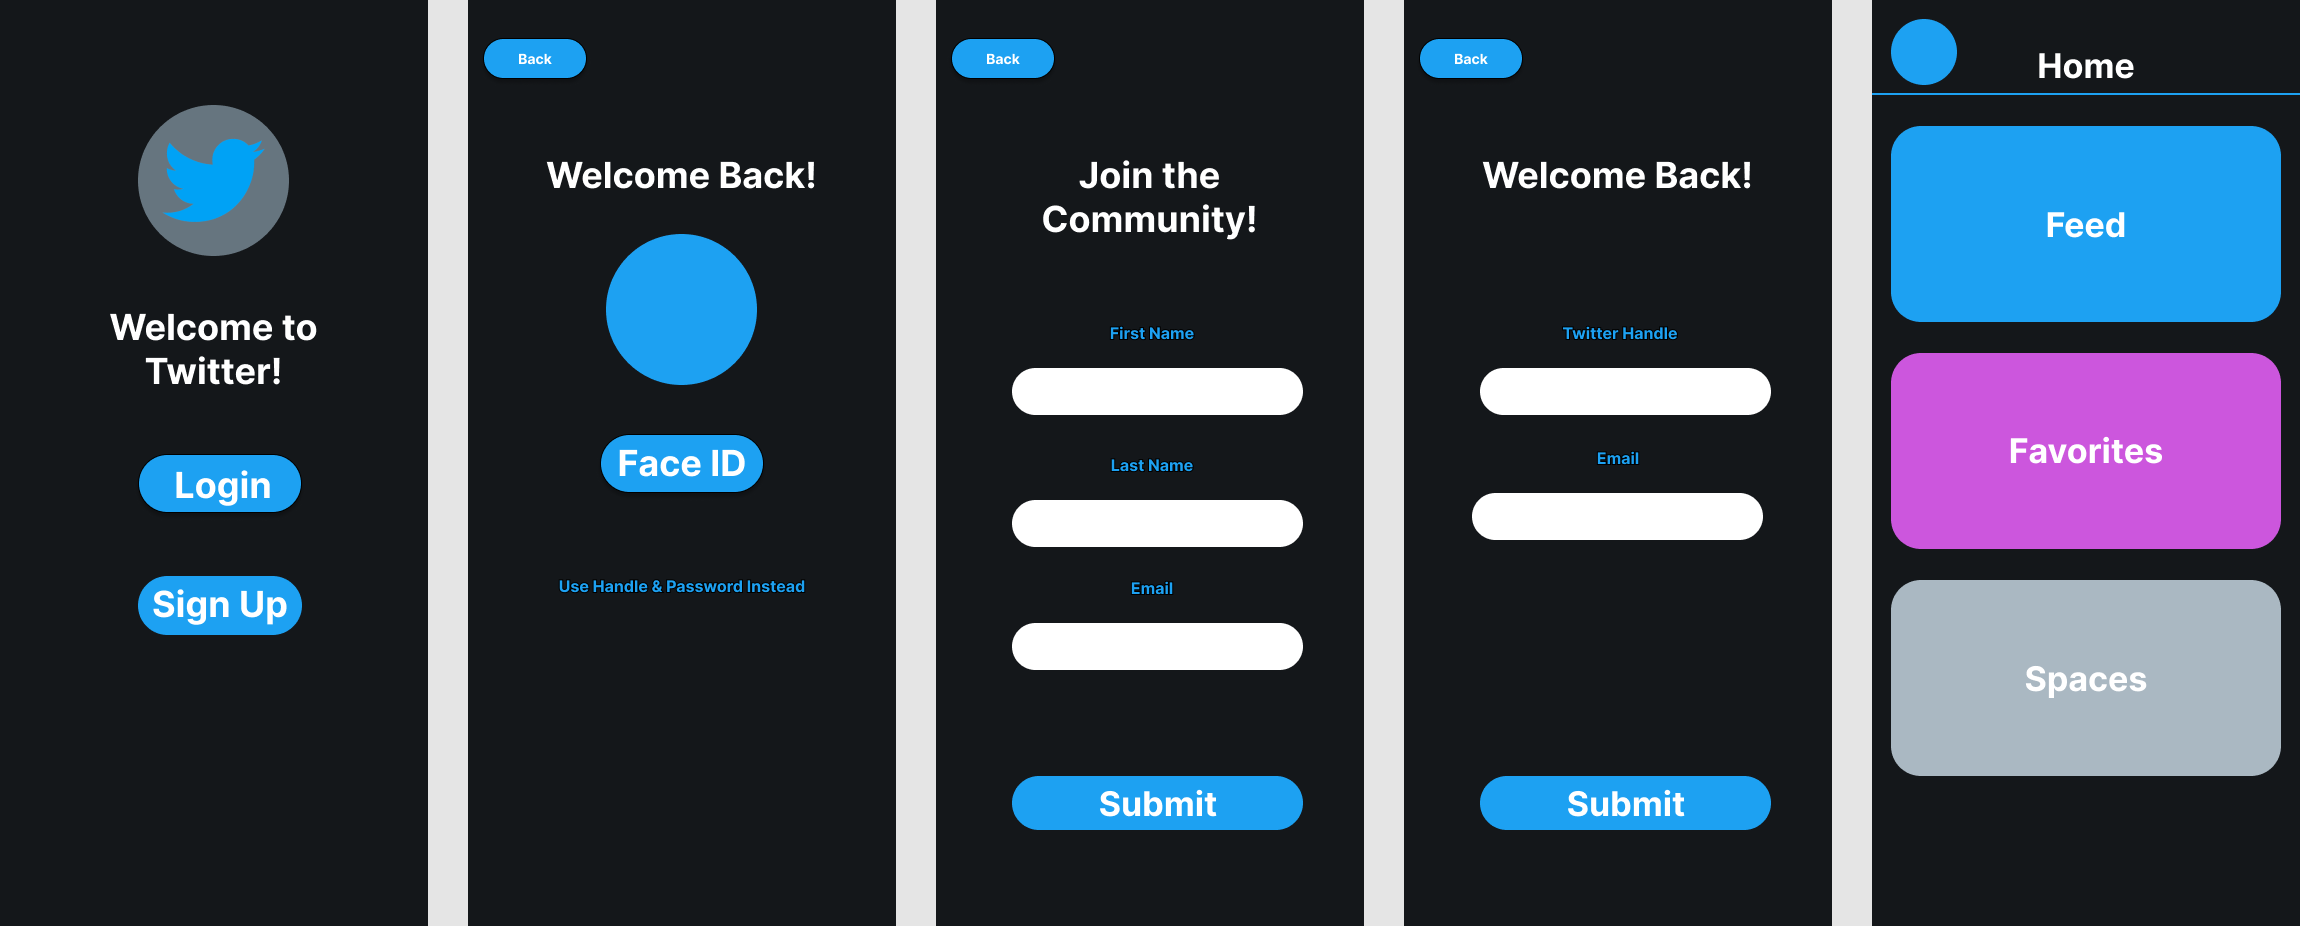 Welcome to
Twitter!
Login
Sign Up
Back
Welcome Back!
Face ID
Use Handle & Password Instead
Back
Join the
Community!
First Name
Last Name
Email
Submit
Back
Welcome Back!
Twitter Handle
Email
Submit
Home
Feed
Favorites
Spaces